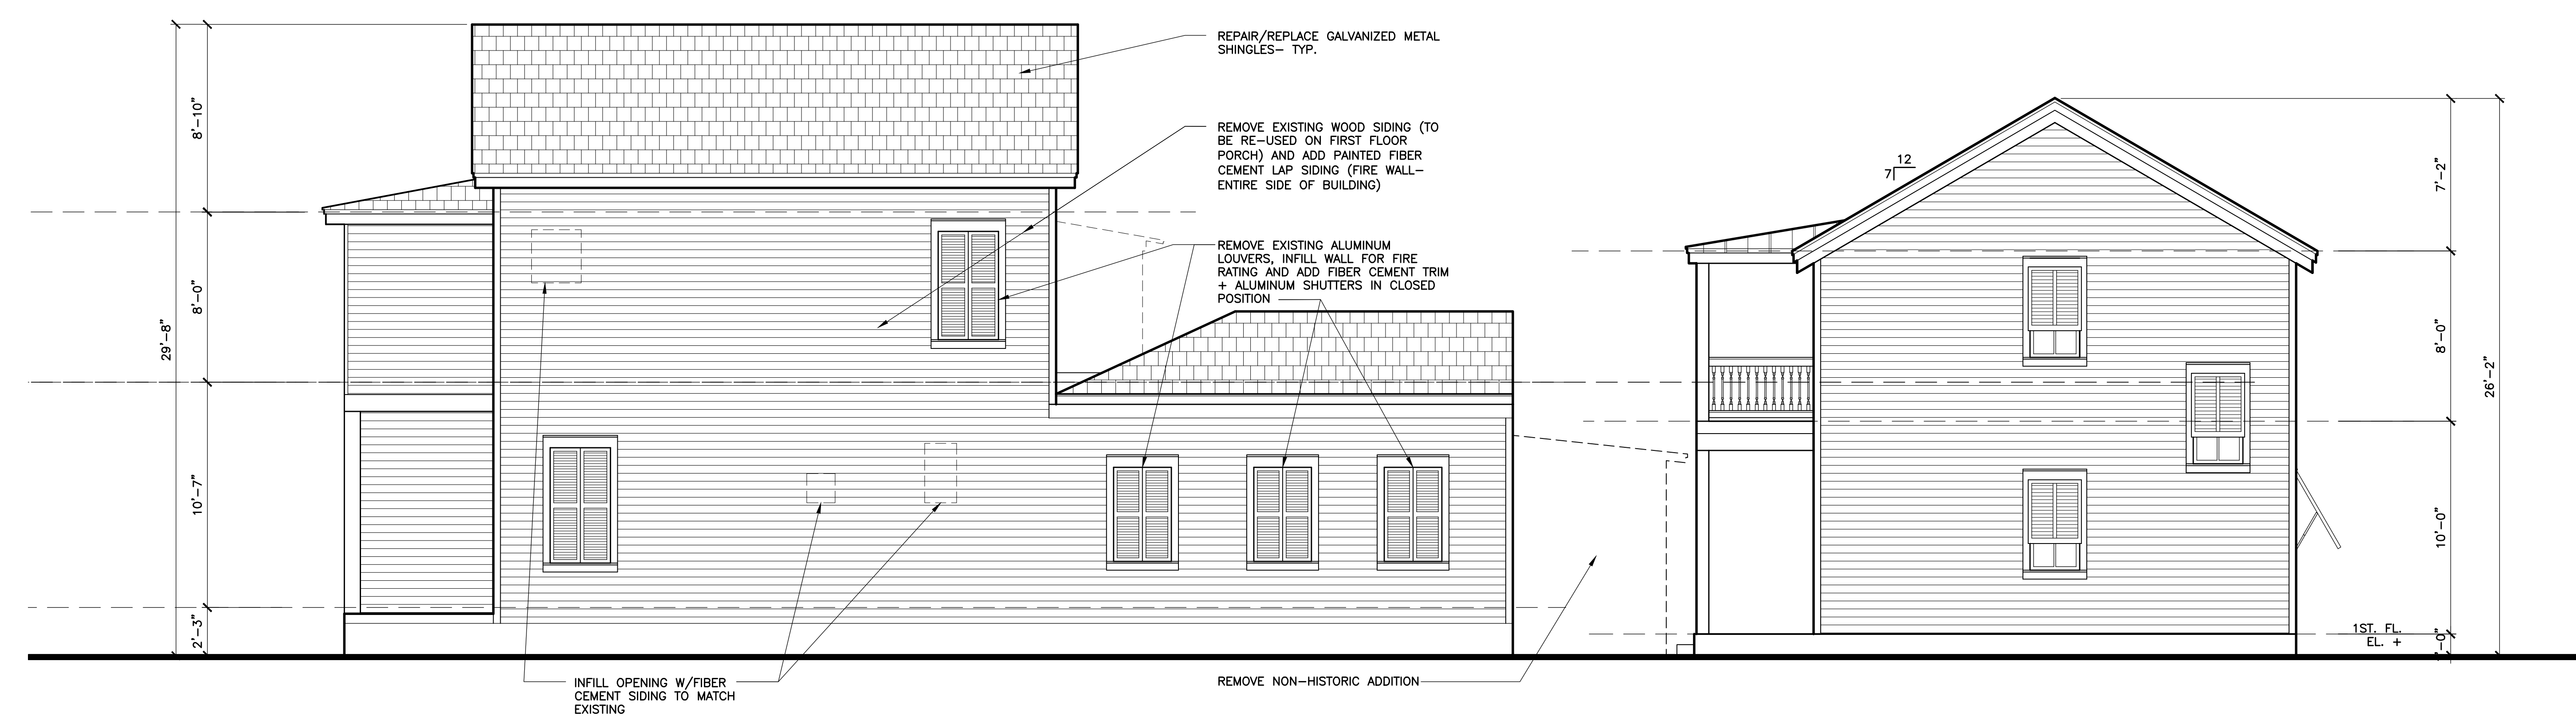 REPAIR/REPLACE GALVANIZED METAL
SHINGLES- TYP.
REMOVE EXISTING WOOD SIDING (TO
BE RE-USED ON FIRST FLOOR
PORCH) AND ADD PAINTED FIBER
CEMENT LAP SIDING (FIRE WALL-
ENTIRE SIDE OF BUILDING)
REMOVE EXISTING ALUMINUM
LOUVERS, INFILL WALL FOR FIRE
RATING AND ADD FIBER CEMENT TRIM
+ ALUMINUM SHUTTERS IN CLOSED
POSITION
29'-8"
8'-10"
8'-0"
10'-7"
2'-3"
INFILL OPENING W/FIBER
CEMENT SIDING TO MATCH
EXISTING
REMOVE NON-HISTORIC ADDITION
12
7
7'-2"
8'-0"
26'-2"
10'-0"
1ST. FL.
EL. +